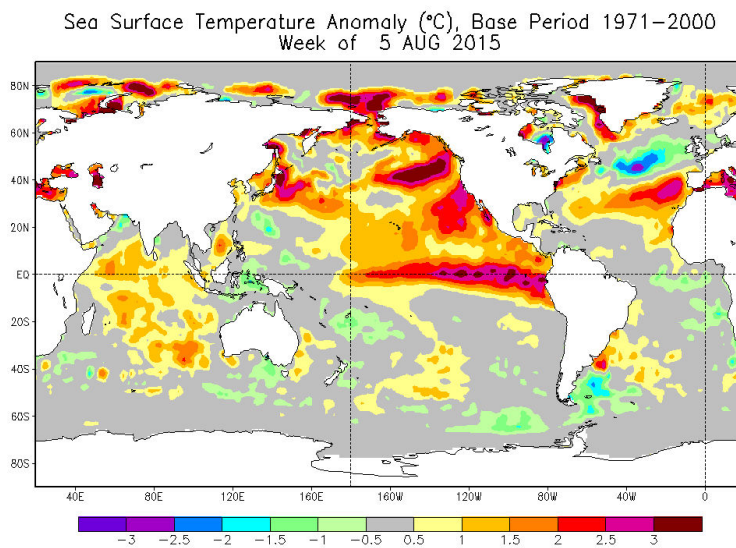 Sea Surface Temperature Anomaly (°C), Base Period 1971-2000
Week of 5 AUG 2015
80N
60N
40N
20N
EQ
20S
40S
60S
80S
40E 80E 120E 160E 160W 120W 80W 40W 0
-3 -2.5 -2 -1.5 -1 -0.5 0.5 1 1.5 2 2.5 3